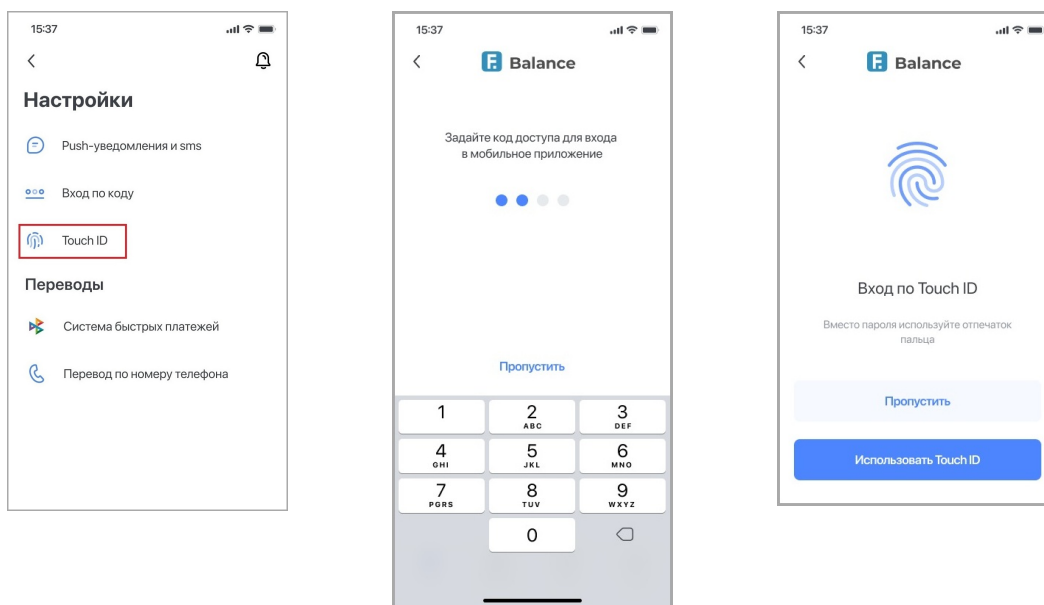 15:37
Настройки
Push-уведомления и sms
Вход по коду
Touch ID
Переводы
Система быстрых платежей
Перевод по номеру телефона
15:37
F. Balance
Задайте код доступа для входа
в мобильное приложение
Пропустить
1 2 3
ABC DEF
4 5 6
GHI JKL MNO
7 8 9
PGRS TUV WXYZ
0
15:37
F. Balance
Вход по Touch ID
Вместо пароля используйте отпечаток
пальца
Пропустить
Использовать Touch ID